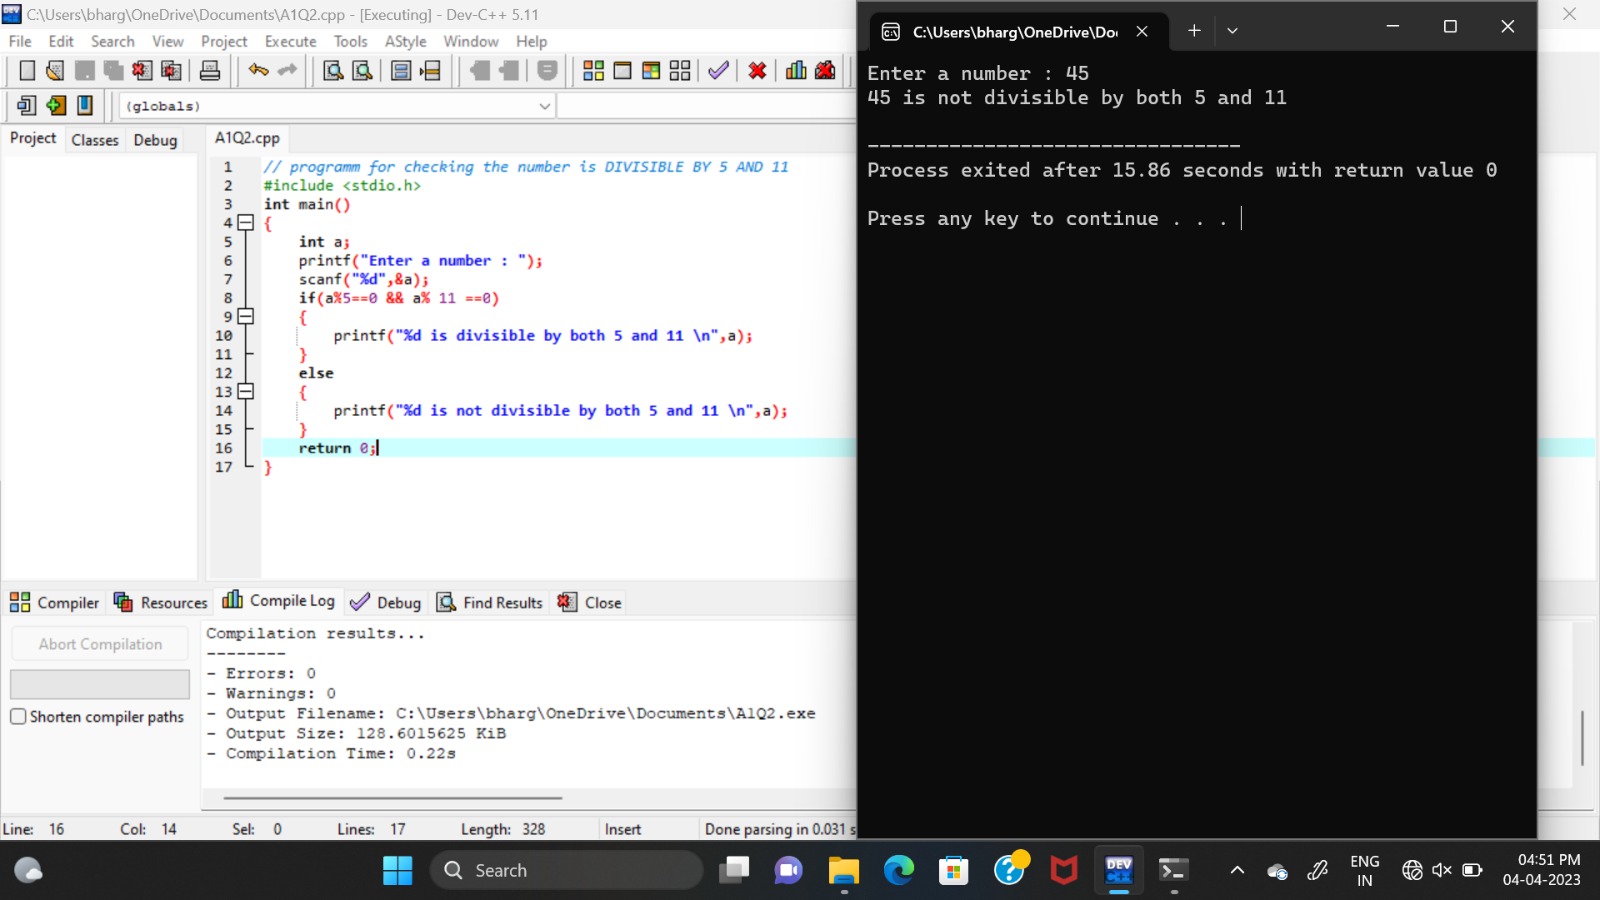 C:\Users\bharg\OneDrive\Documents\A1Q2.cpp - [Executing] - Dev-C++ 5.11
File Edit Search View Project Execute Tools AStyle Window Help
(globals)
Project Classes Debug
A1Q2.cpp
1 // programm for checking the number is DIVISIBLE BY 5 AND 11
2 #include <stdio.h>
3 int main()
4 {
5 int a;
6 printf("Enter a number : ");
7 scanf("%d",&a);
8 if(a%5==0 && a% 11 ==0)
9 {
10 printf("%d is divisible by both 5 and 11 \n",a);
11 }
12 else
13 {
14 printf("%d is not divisible by both 5 and 11 \n",a);
15 }
16 return 0;
17 }
C:\Users\bharg\OneDrive\Do
Enter a number : 45
45 is not divisible by both 5 and 11
--------------------------------
Process exited after 15.86 seconds with return value 0
Press any key to continue . . .
Compiler Resources Compile Log Debug Find Results Close
Abort Compilation
Shorten compiler paths
Compilation results...
--------
- Errors: 0
- Warnings: 0
- Output Filename: C:\Users\bharg\OneDrive\Documents\A1Q2.exe
- Output Size: 128.6015625 KiB
- Compilation Time: 0.22s
Line: 16 Col: 14 Sel: 0 Lines: 17 Length: 328 Insert Done parsing in 0.031 s
Search
DEV C++
ENG
IN
04:51 PM
04-04-2023